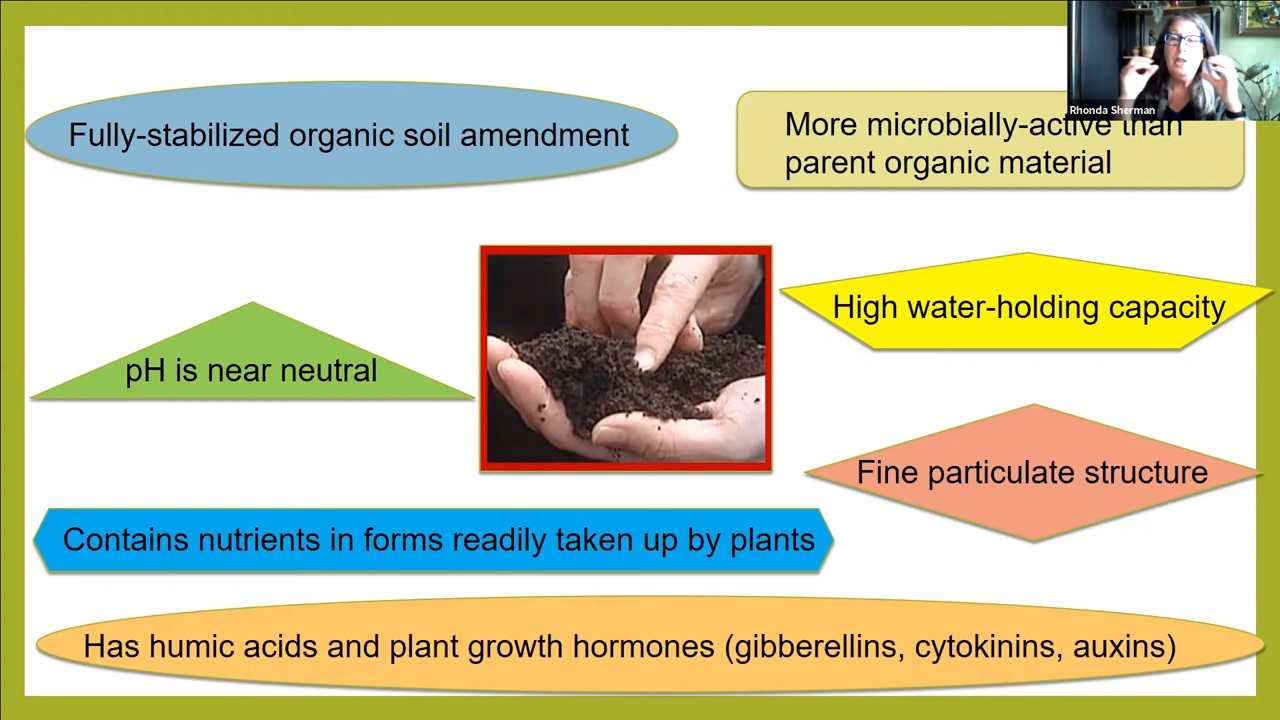 Rhonda Sherman
Fully-stabilized organic soil amendment
More microbially-active than
parent organic material
High water-holding capacity
pH is near neutral
Fine particulate structure
Contains nutrients in forms readily taken up by plants
Has humic acids and plant growth hormones (gibberellins, cytokinins, auxins)